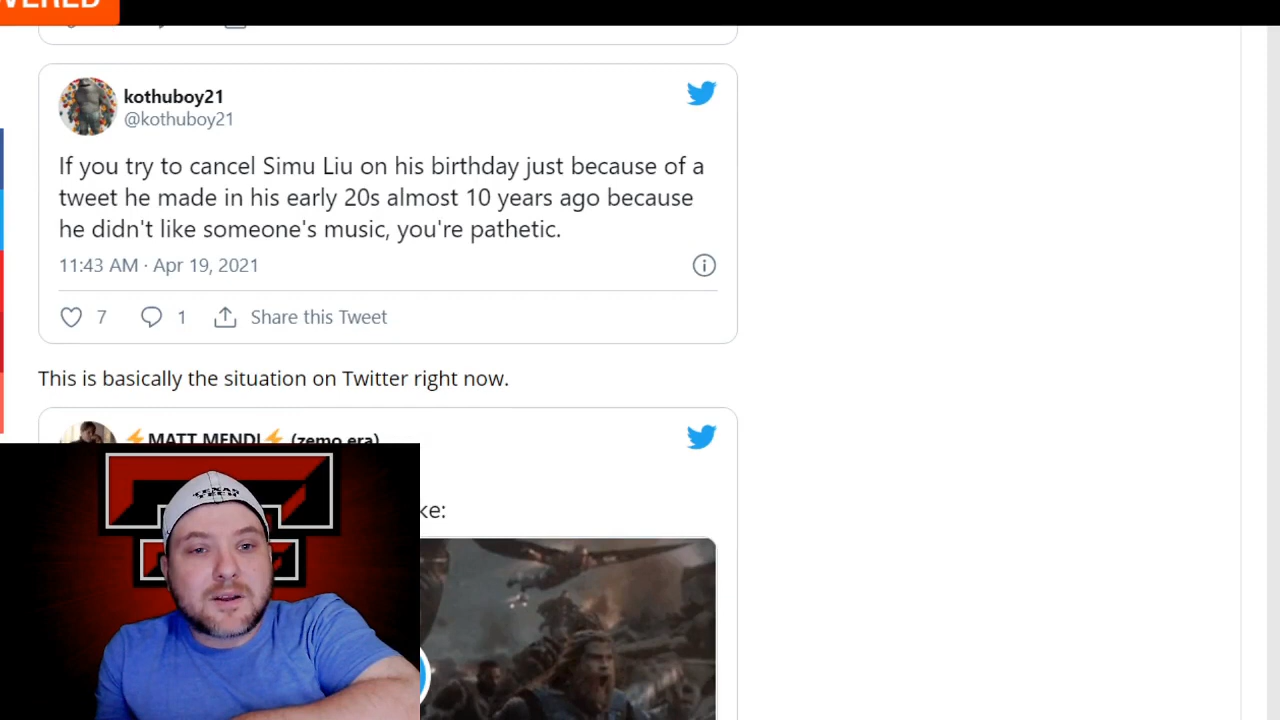 VERED
kothuboy21
@kothuboy21
If you try to cancel Simu Liu on his birthday just because of a
tweet he made in his early 20s almost 10 years ago because
he didn't like someone's music, you're pathetic.
11:43 AM · Apr 19, 2021
7 1 Share this Tweet
This is basically the situation on Twitter right now.
⚡MATT MENDL⚡ (zemo era)
ke:
TEXAS
TECH